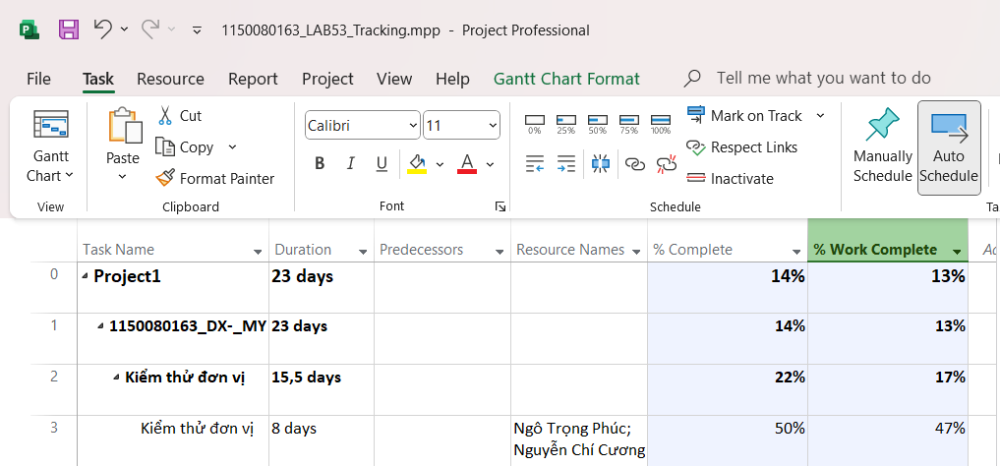 1150080163_LAB53_Tracking.mpp - Project Professional
File Task Resource Report Project View Help Gantt Chart Format Tell me what you want to do
Gantt Chart
View
Paste
Cut
Copy
Format Painter
Clipboard
Calibri 11
B I U A
Font
0% 25% 50% 75% 100%
Mark on Track
Respect Links
Inactivate
Schedule
Manually Schedule
Auto Schedule
Ta
Task Name Duration Predecessors Resource Names % Complete % Work Complete Ac
0 Project1 23 days 14% 13%
1 1150080163_DX-_MY 23 days 14% 13%
2 Kiểm thử đơn vị 15,5 days 22% 17%
3 Kiểm thử đơn vị 8 days Ngô Trọng Phúc; 50% 47%
Nguyễn Chí Cương